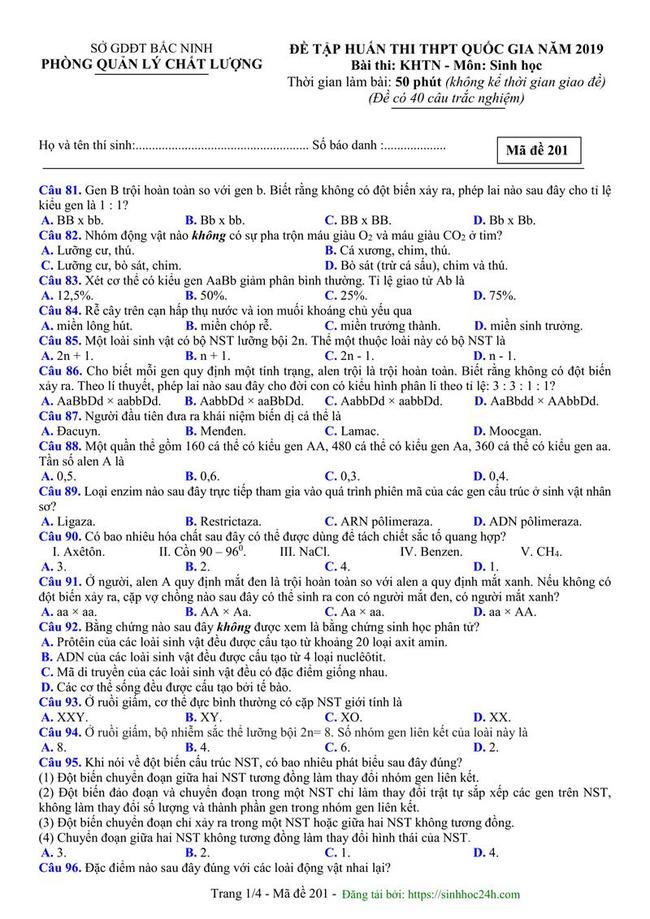 SỞ GDĐT BẮC NINH
PHÒNG QUẢN LÝ CHẤT LƯỢNG
ĐỀ TẬP HUẤN THI THPT QUỐC GIA NĂM 2019
Bài thi: KHTN - Môn: Sinh học
Thời gian làm bài: 50 phút (không kể thời gian giao đề)
(Đề có 40 câu trắc nghiệm)
Họ và tên thí sinh:..................................................... Số báo danh :...................
Mã đề 201
Câu 81. Gen B trội hoàn toàn so với gen b. Biết rằng không có đột biến xảy ra, phép lai nào sau đây cho tỉ lệ
kiểu gen là 1 : 1?
A. BB x bb. B. Bb x bb. C. BB x BB. D. Bb x Bb.
Câu 82. Nhóm động vật nào không có sự pha trộn máu giàu O2 và máu giàu CO2 ở tim?
A. Lưỡng cư, thú. B. Cá xương, chim, thú.
C. Lưỡng cư, bò sát, chim. D. Bò sát (trừ cá sấu), chim và thú.
Câu 83. Xét cơ thể có kiểu gen AaBb giảm phân bình thường. Tỉ lệ giao tử Ab là
A. 12,5%. B. 50%. C. 25%. D. 75%.
Câu 84. Rễ cây trên cạn hấp thụ nước và ion muối khoáng chủ yếu qua
A. miền lông hút. B. miền chóp rễ. C. miền trưởng thành. D. miền sinh trưởng.
Câu 85. Một loài sinh vật có bộ NST lưỡng bội 2n. Thể một thuộc loài này có bộ NST là
A. 2n + 1. B. n + 1. C. 2n - 1. D. n - 1.
Câu 86. Cho biết mỗi gen quy định một tính trạng, alen trội là trội hoàn toàn. Biết rằng không có đột biến
xảy ra. Theo lí thuyết, phép lai nào sau đây cho đời con có kiểu hình phân li theo tỉ lệ: 3 : 3 : 1 : 1?
A. AaBbDd × aabbDd. B. AabbDd × aaBbDd. C. AabbDd × aabbDd. D. AaBbdd × AAbbDd.
Câu 87. Người đầu tiên đưa ra khái niệm biến dị cá thể là
A. Đacuyn. B. Menđen. C. Lamac. D. Moocgan.
Câu 88. Một quần thể gồm 160 cá thể có kiểu gen AA, 480 cá thể có kiểu gen Aa, 360 cá thể có kiểu gen aa.
Tần số alen A là
A. 0,5. B. 0,6. C. 0,3. D. 0,4.
Câu 89. Loại enzim nào sau đây trực tiếp tham gia vào quá trình phiên mã của các gen cấu trúc ở sinh vật nhân
sơ?
A. Ligaza. B. Restrictaza. C. ARN pôlimeraza. D. ADN pôlimeraza.
Câu 90. Có bao nhiêu hóa chất sau đây có thể được dùng để tách chiết sắc tố quang hợp?
I. Axêtôn. II. Cồn 90 – 96⁰. III. NaCl. IV. Benzen. V. CH4.
A. 3. B. 2. C. 4. D. 1.
Câu 91. Ở người, alen A quy định mắt đen là trội hoàn toàn so với alen a quy định mắt xanh. Nếu không có
đột biến xảy ra, cặp vợ chồng nào sau đây có thể sinh ra con có người mắt đen, có người mắt xanh?
A. aa × aa. B. AA × Aa. C. Aa × aa. D. aa × AA.
Câu 92. Bằng chứng nào sau đây không được xem là bằng chứng sinh học phân tử?
A. Prôtêin của các loài sinh vật đều được cấu tạo từ khoảng 20 loại axit amin.
B. ADN của các loài sinh vật đều được cấu tạo từ 4 loại nuclêôtit.
C. Mã di truyền của các loài sinh vật đều có đặc điểm giống nhau.
D. Các cơ thể sống đều được cấu tạo bởi tế bào.
Câu 93. Ở ruồi giấm, cơ thể đực bình thường có cặp NST giới tính là
A. XXY. B. XY. C. XO. D. XX.
Câu 94. Ở ruồi giấm, bộ nhiễm sắc thể lưỡng bội 2n= 8. Số nhóm gen liên kết của loài này là
A. 8. B. 4. C. 6. D. 2.
Câu 95. Khi nói về đột biến cấu trúc NST, có bao nhiêu phát biểu sau đây đúng?
(1) Đột biến chuyển đoạn giữa hai NST tương đồng làm thay đổi nhóm gen liên kết.
(2) Đột biến đảo đoạn và chuyển đoạn trong một NST chỉ làm thay đổi trật tự sắp xếp các gen trên NST,
không làm thay đổi số lượng và thành phần gen trong nhóm gen liên kết.
(3) Đột biến chuyển đoạn chỉ xảy ra trong một NST hoặc giữa hai NST không tương đồng.
(4) Chuyển đoạn giữa hai NST không tương đồng làm thay đổi hình thái của NST.
A. 3. B. 2. C. 1. D. 4.
Câu 96. Đặc điểm nào sau đây đúng với các loài động vật nhai lại?
Trang 1/4 - Mã đề 201 - Đăng tải bởi: https://sinhhoc24h.com